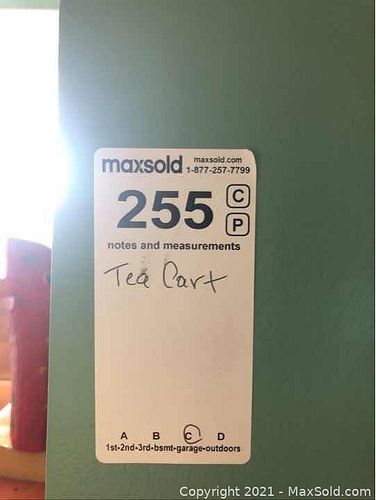 maxsold maxsold.com
1-877-257-7799
255 C
P
notes and measurements
Tea Cart
A B C D
1st-2nd-3rd-bsmt-garage-outdoors
Copyright 2021 - MaxSold.com